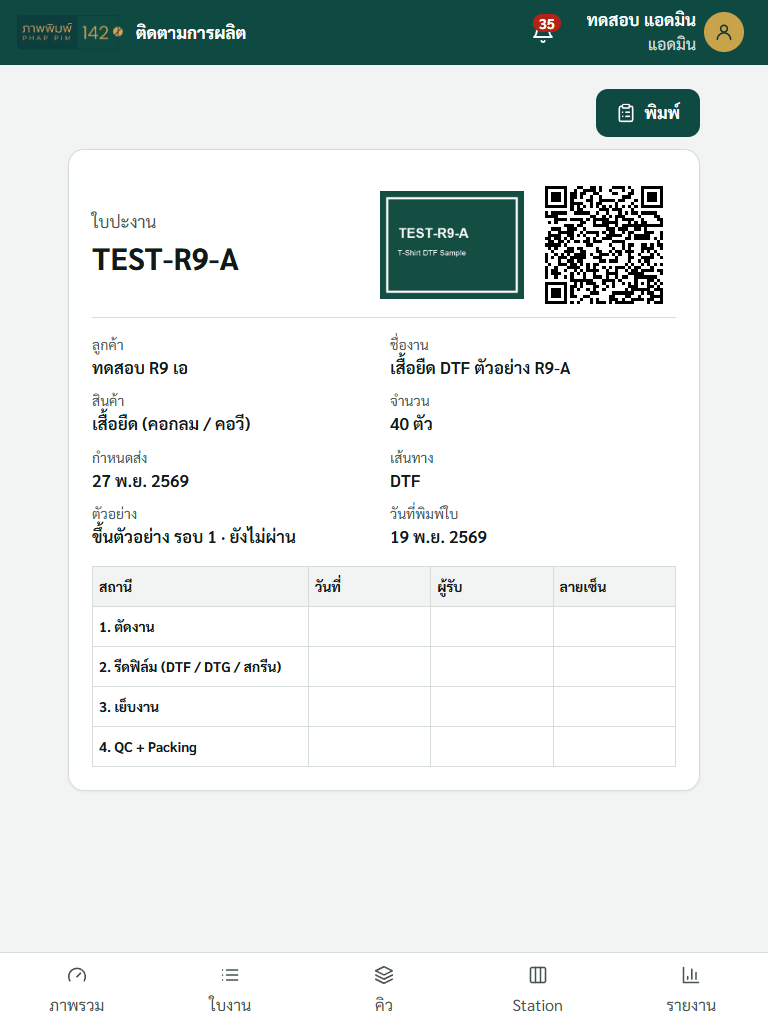 ภาพพิมพ์
PHAP PIM
142
ติดตามการผลิต
35
ทดสอบ แอดมิน
แอดมิน
พิมพ์
ใบปะงาน
TEST-R9-A
TEST-R9-A
T-Shirt DTF Sample
ลูกค้า
ทดสอบ R9 เอ
ชื่องาน
เสื้อยืด DTF ตัวอย่าง R9-A
สินค้า
เสื้อยืด (คอกลม / คอวี)
จำนวน
40 ตัว
กำหนดส่ง
27 พ.ย. 2569
เส้นทาง
DTF
ตัวอย่าง
ขึ้นตัวอย่าง รอบ 1 · ยังไม่ผ่าน
วันที่พิมพ์ใบ
19 พ.ย. 2569
สถานี วันที่ ผู้รับ ลายเซ็น
1. ตัดงาน
2. รีดฟิล์ม (DTF / DTG / สกรีน)
3. เย็บงาน
4. QC + Packing
ภาพรวม ใบงาน คิว Station รายงาน